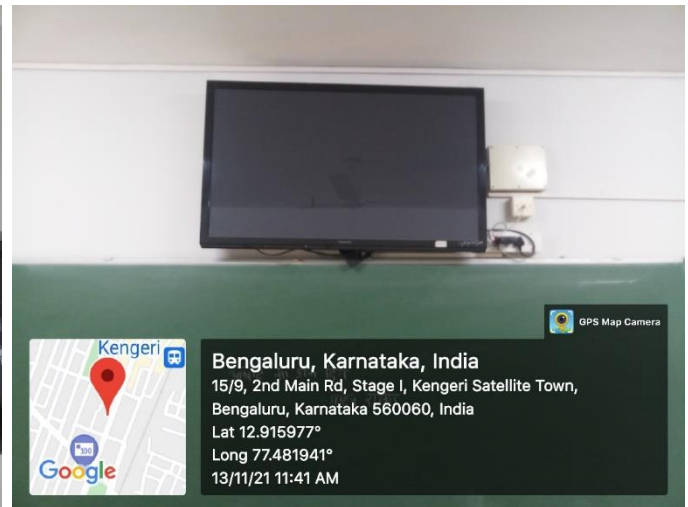 GPS Map Camera
Kengeri
Google
Bengaluru, Karnataka, India
15/9, 2nd Main Rd, Stage I, Kengeri Satellite Town,
Bengaluru, Karnataka 560060, India
Lat 12.915977°
Long 77.481941°
13/11/21 11:41 AM